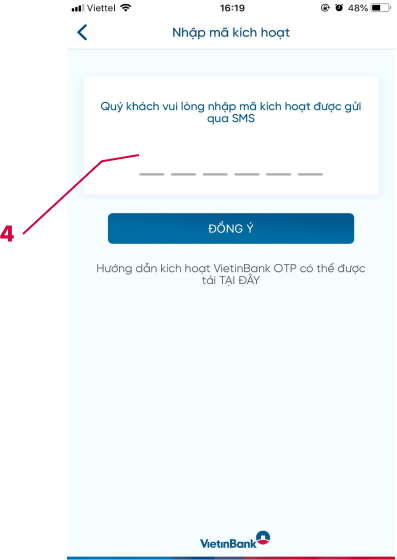 Viettel 16:19 48%
Nhập mã kích hoạt
Quý khách vui lòng nhập mã kích hoạt được gửi
qua SMS
4
ĐỒNG Ý
Hướng dẫn kích hoạt VietinBank OTP có thể được
tải TẠI ĐÂY
VietinBank